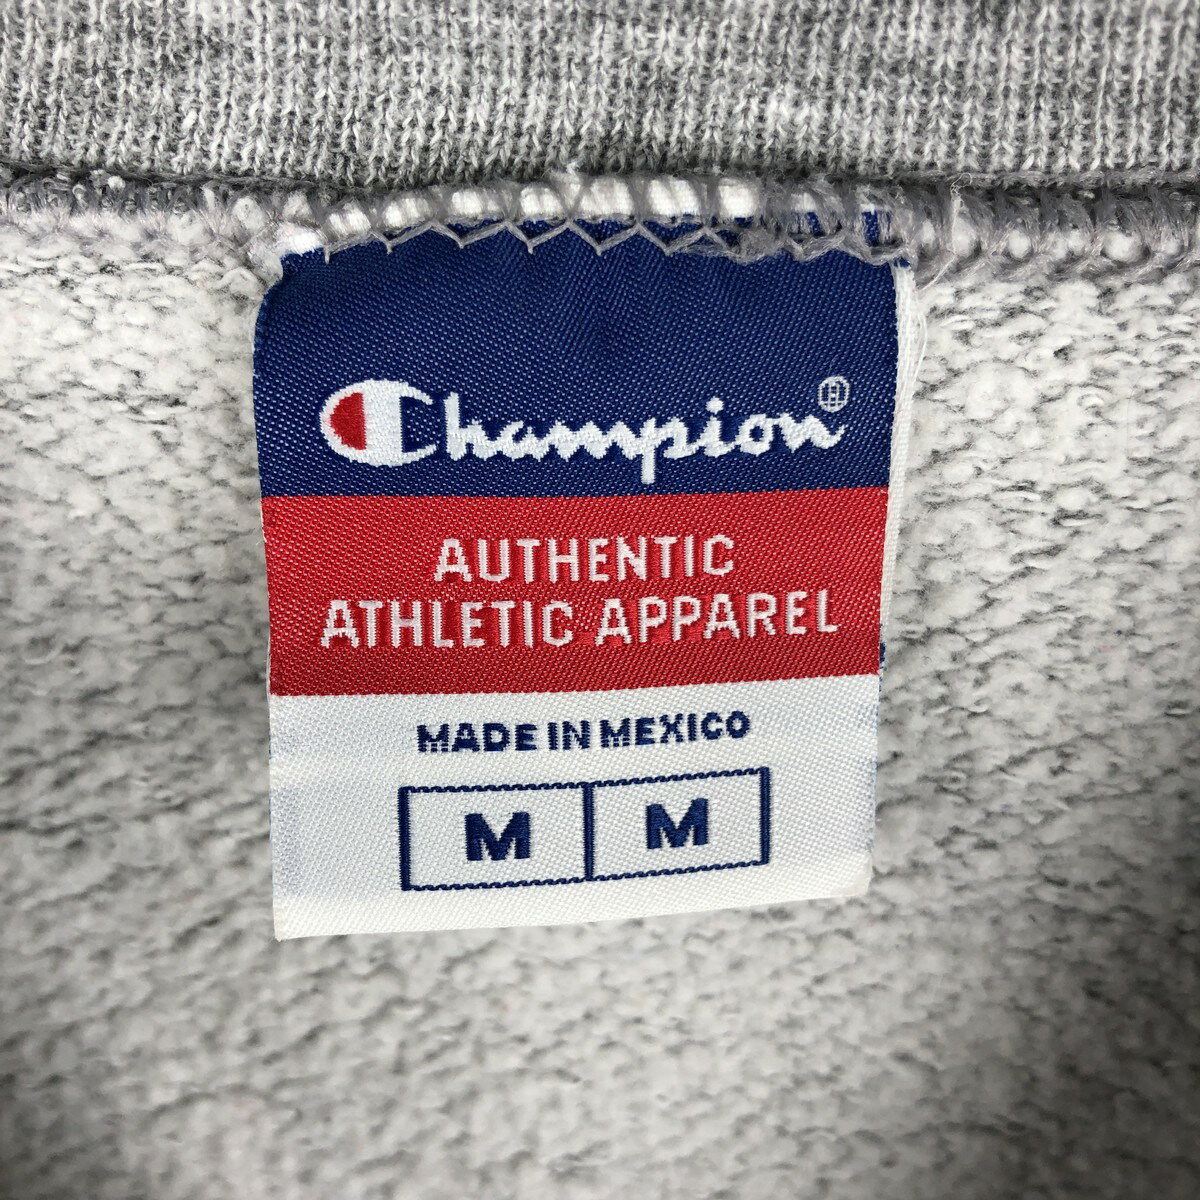 Champion®
AUTHENTIC
ATHLETIC APPAREL
MADE IN MEXICO
M M